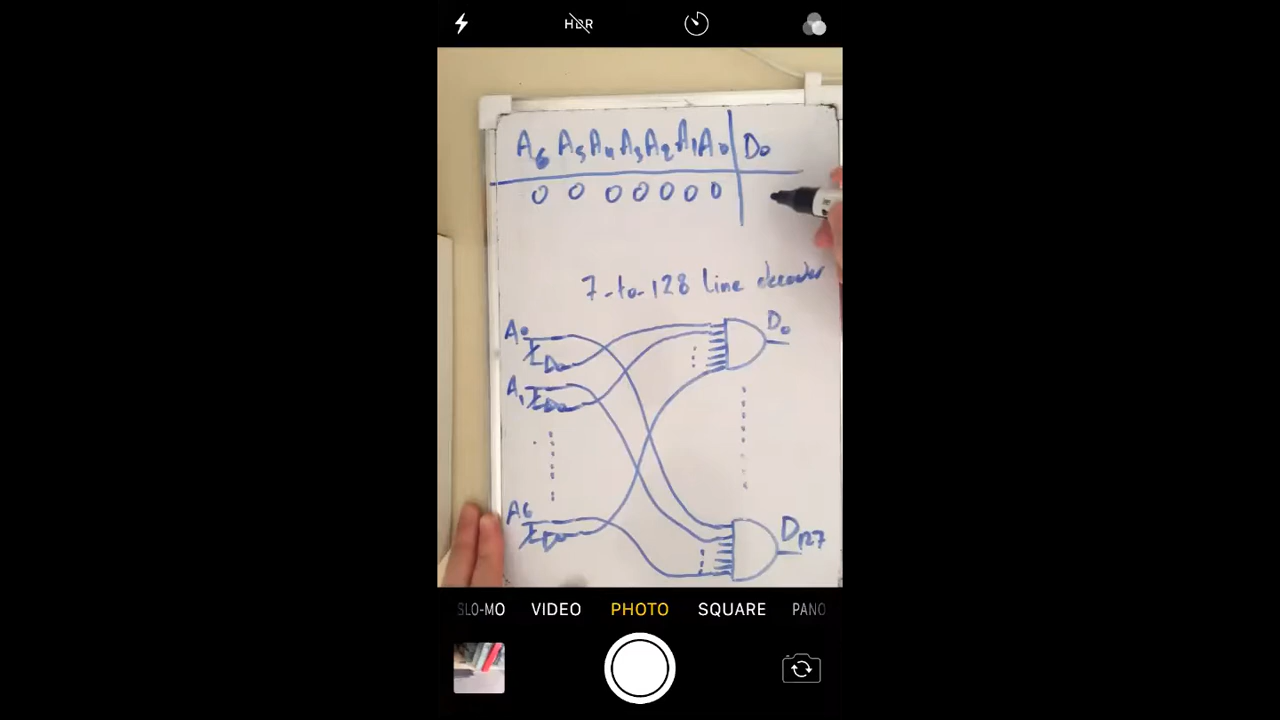 HDR
A6 A5 A4 A3 A2 A1 A0 D0
0 0 0 0 0 0 0
7-to-128 line decoder
A0
D0
A1
A6
D127
SLO-MO VIDEO PHOTO SQUARE PANO